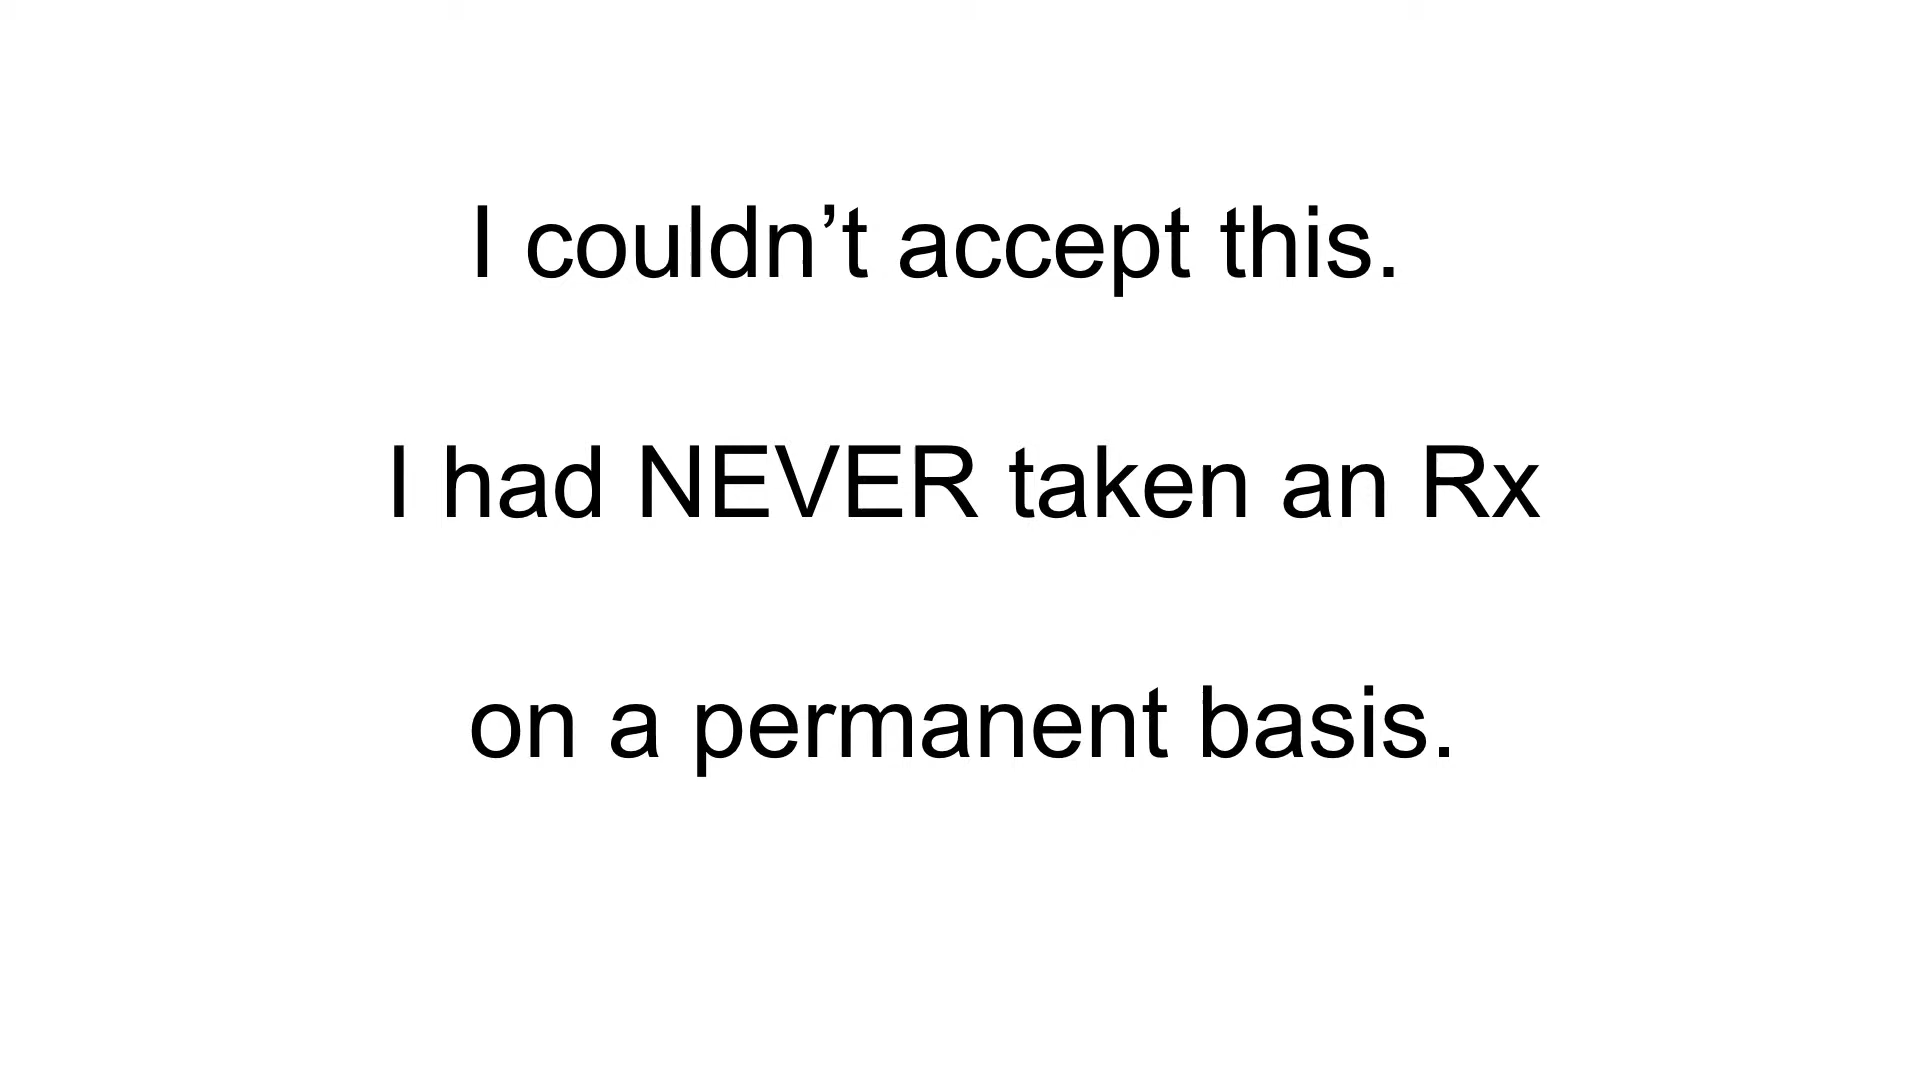 I couldn’t accept this.
I had NEVER taken an Rx
on a permanent basis.